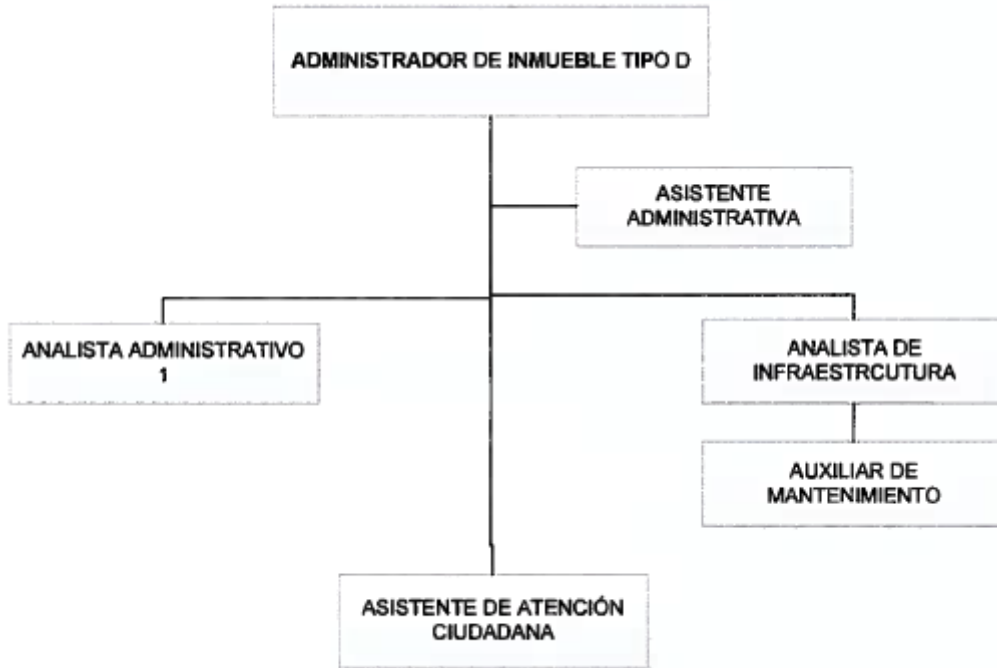 ADMINISTRADOR DE INMUEBLE TIPO D
ASISTENTE
ADMINISTRATIVA
ANALISTA ADMINISTRATIVO
1
ANALISTA DE
INFRAESTRCUTURA
AUXILIAR DE
MANTENIMIENTO
ASISTENTE DE ATENCIÓN
CIUDADANA